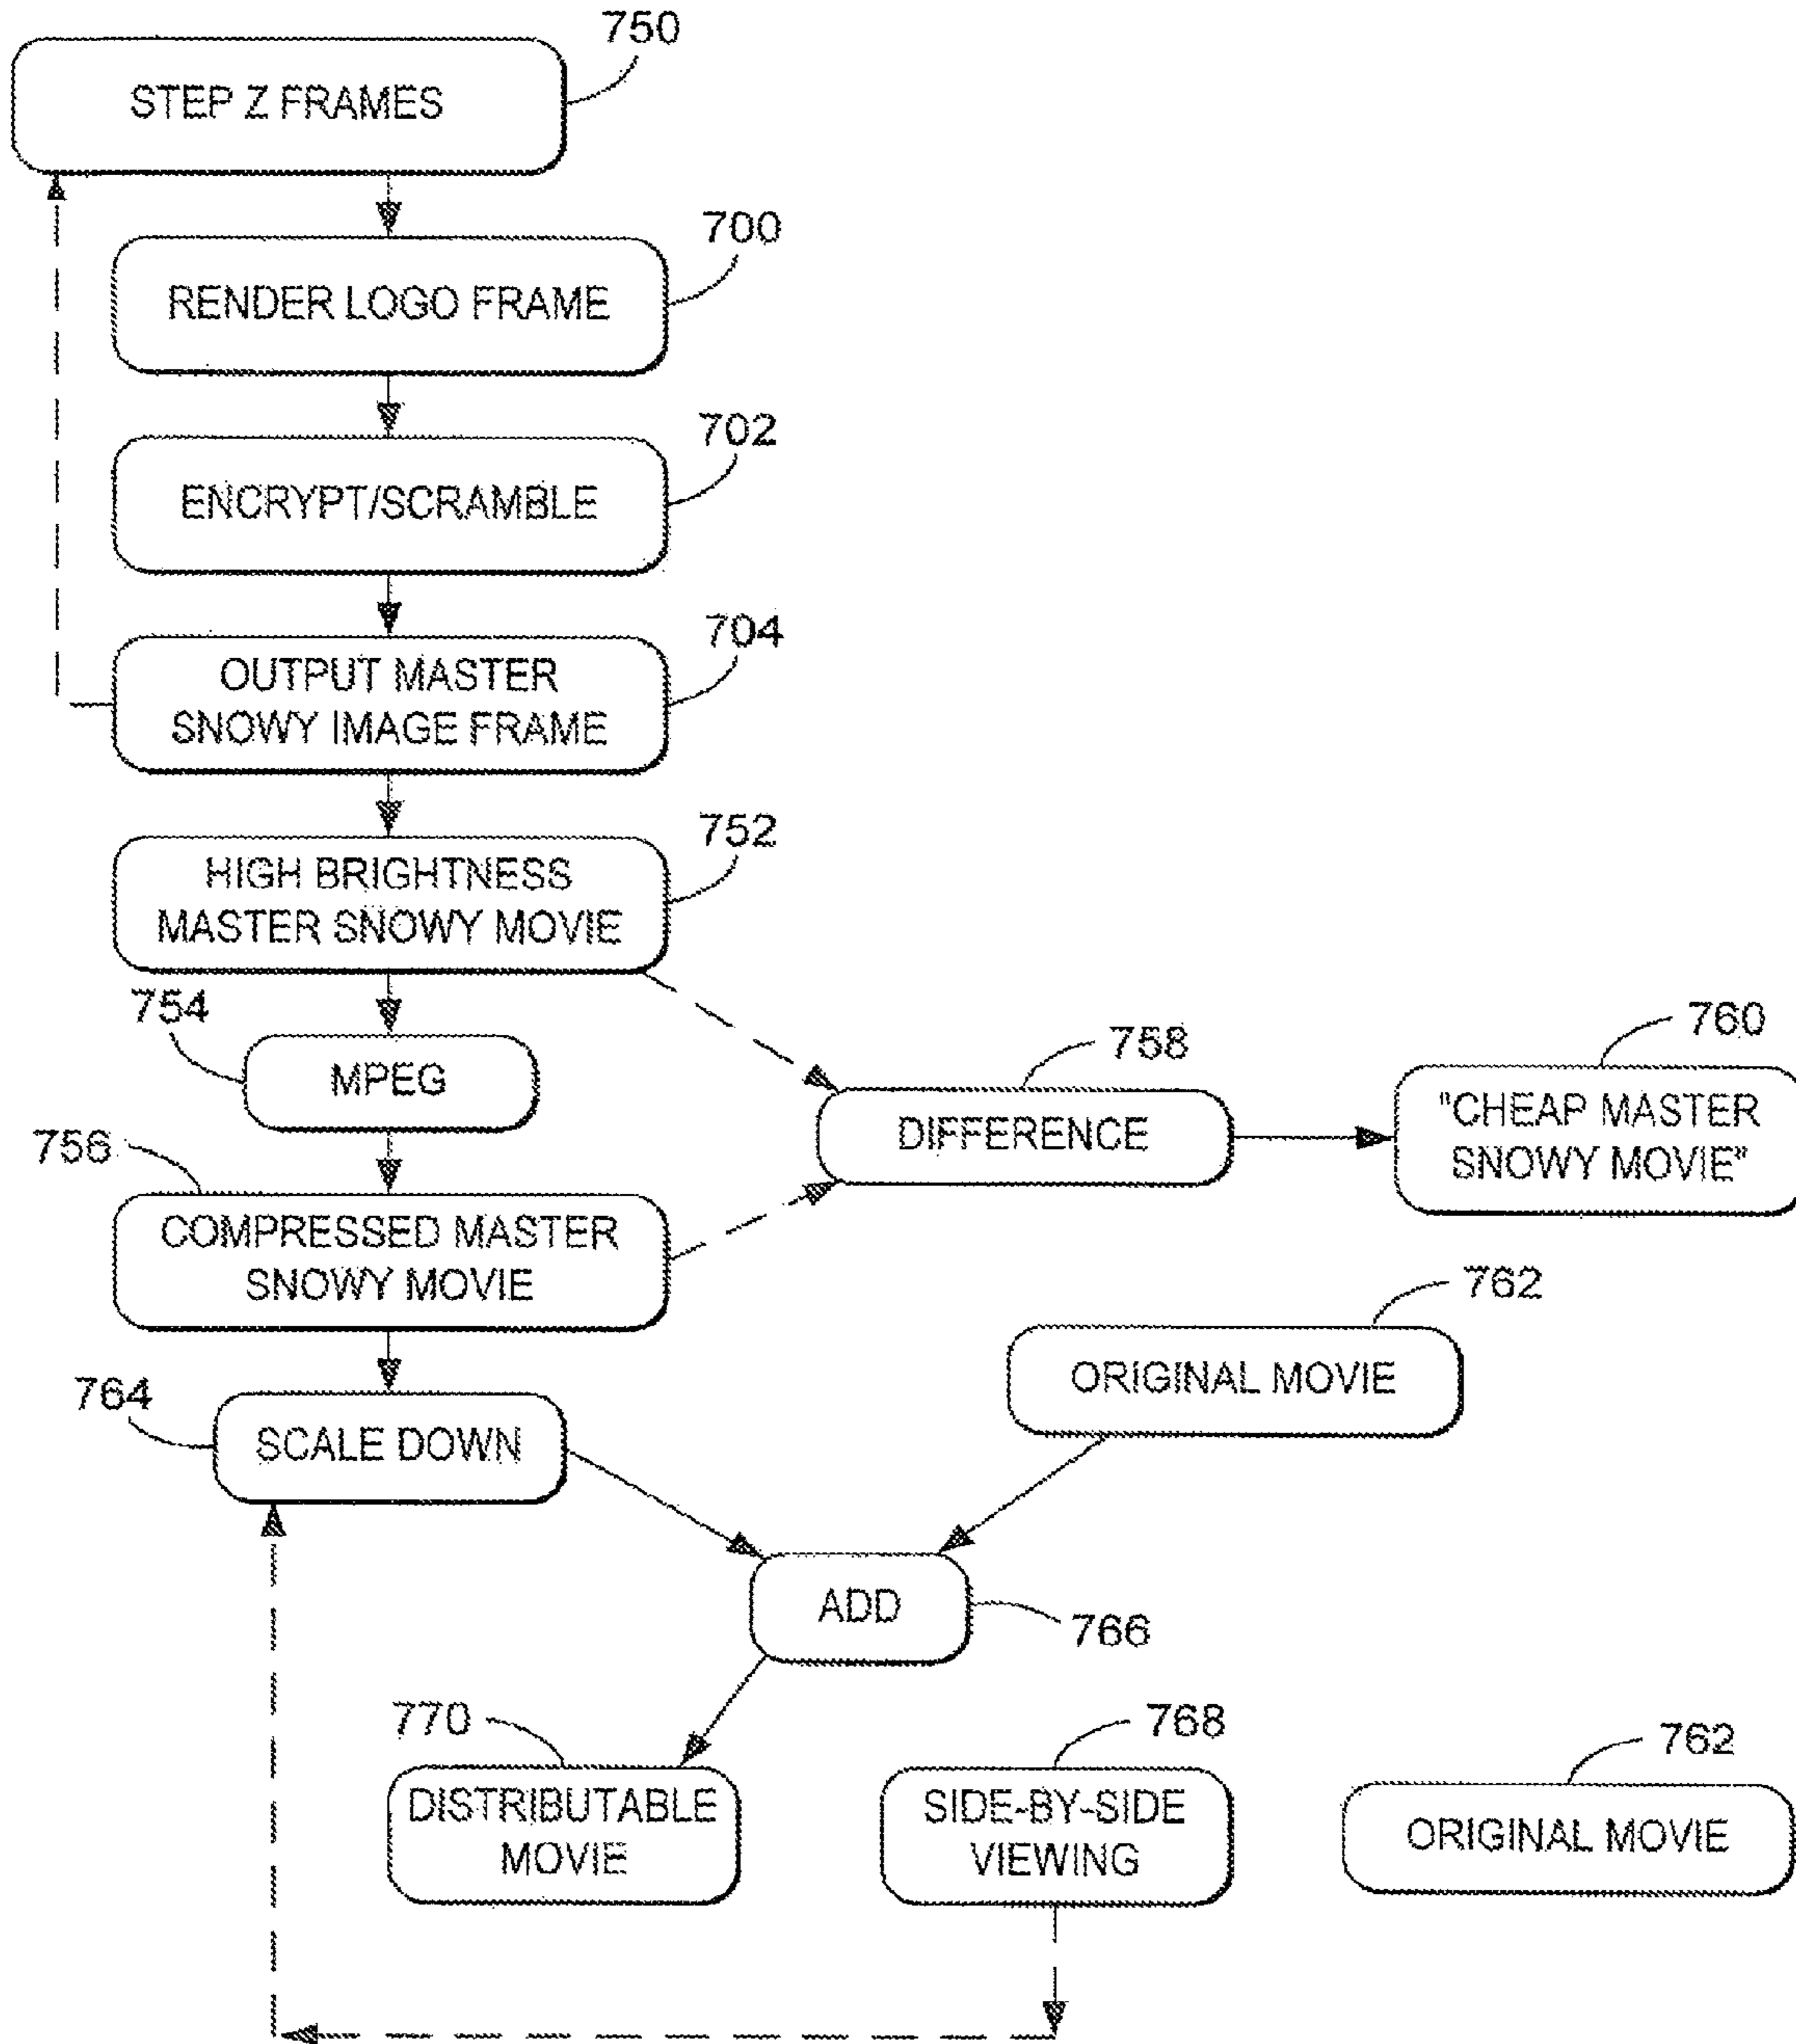 750
STEP Z FRAMES
700
RENDER LOGO FRAME
702
ENCRYPT/SCRAMBLE
704
OUTPUT MASTER
SNOWY IMAGE FRAME
752
HIGH BRIGHTNESS
MASTER SNOWY MOVIE
754
MPEG
758
DIFFERENCE
760
"CHEAP MASTER
SNOWY MOVIE"
756
COMPRESSED MASTER
SNOWY MOVIE
762
ORIGINAL MOVIE
764
SCALE DOWN
ADD
766
770
DISTRIBUTABLE
MOVIE
768
SIDE-BY-SIDE
VIEWING
762
ORIGINAL MOVIE